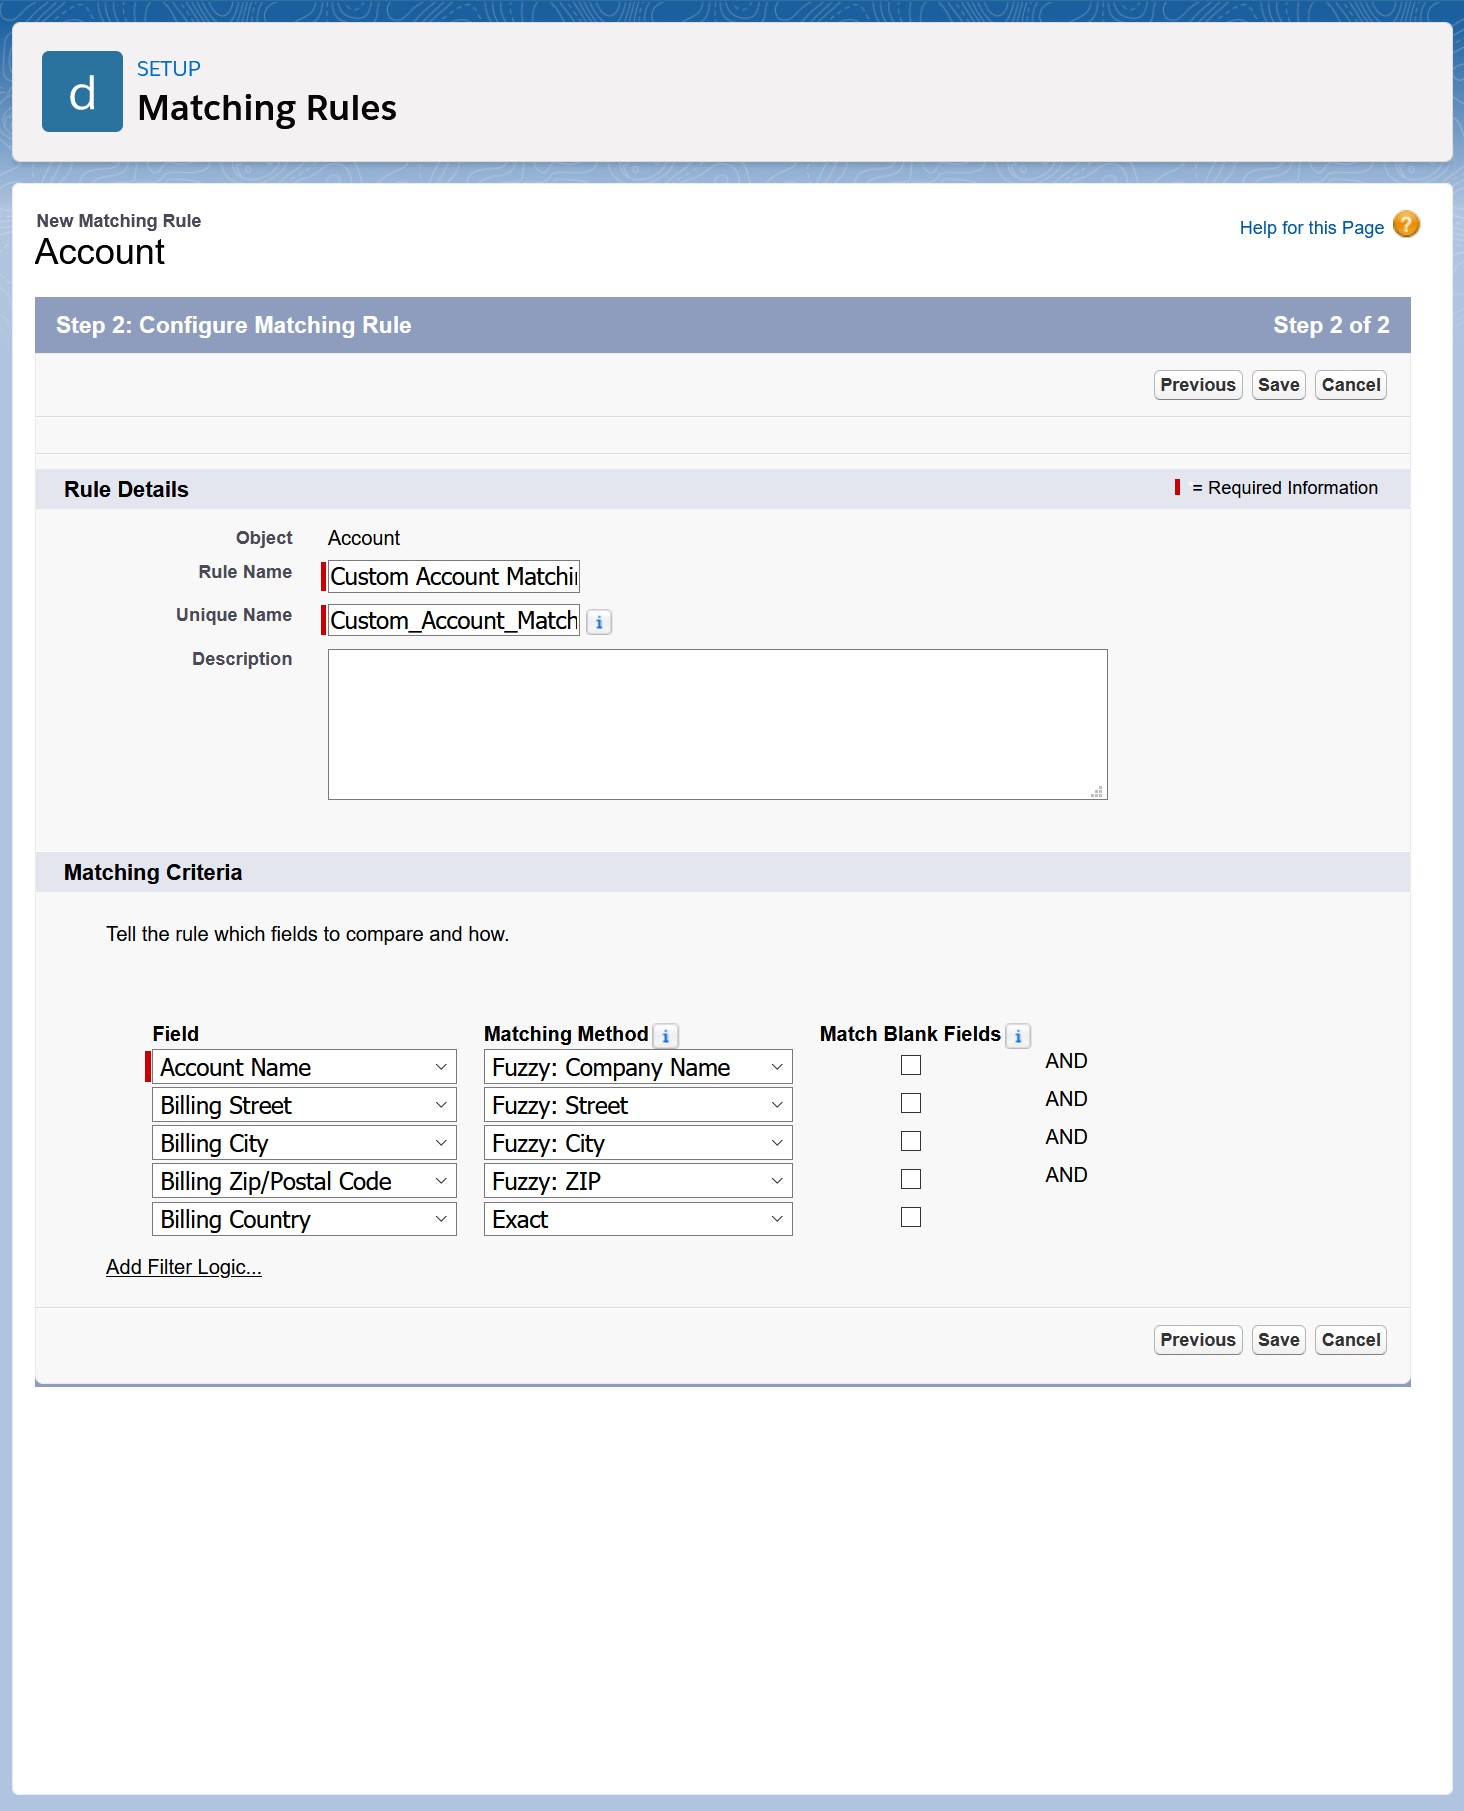 d
SETUP
Matching Rules
New Matching Rule
Account
Help for this Page ?
Step 2: Configure Matching Rule Step 2 of 2
Previous Save Cancel
Rule Details = Required Information
Object Account
Rule Name Custom Account Matchi
Unique Name Custom_Account_Match i
Description
Matching Criteria
Tell the rule which fields to compare and how.
Field Matching Method i Match Blank Fields i
Account Name Fuzzy: Company Name AND
Billing Street Fuzzy: Street AND
Billing City Fuzzy: City AND
Billing Zip/Postal Code Fuzzy: ZIP AND
Billing Country Exact
Add Filter Logic...
Previous Save Cancel